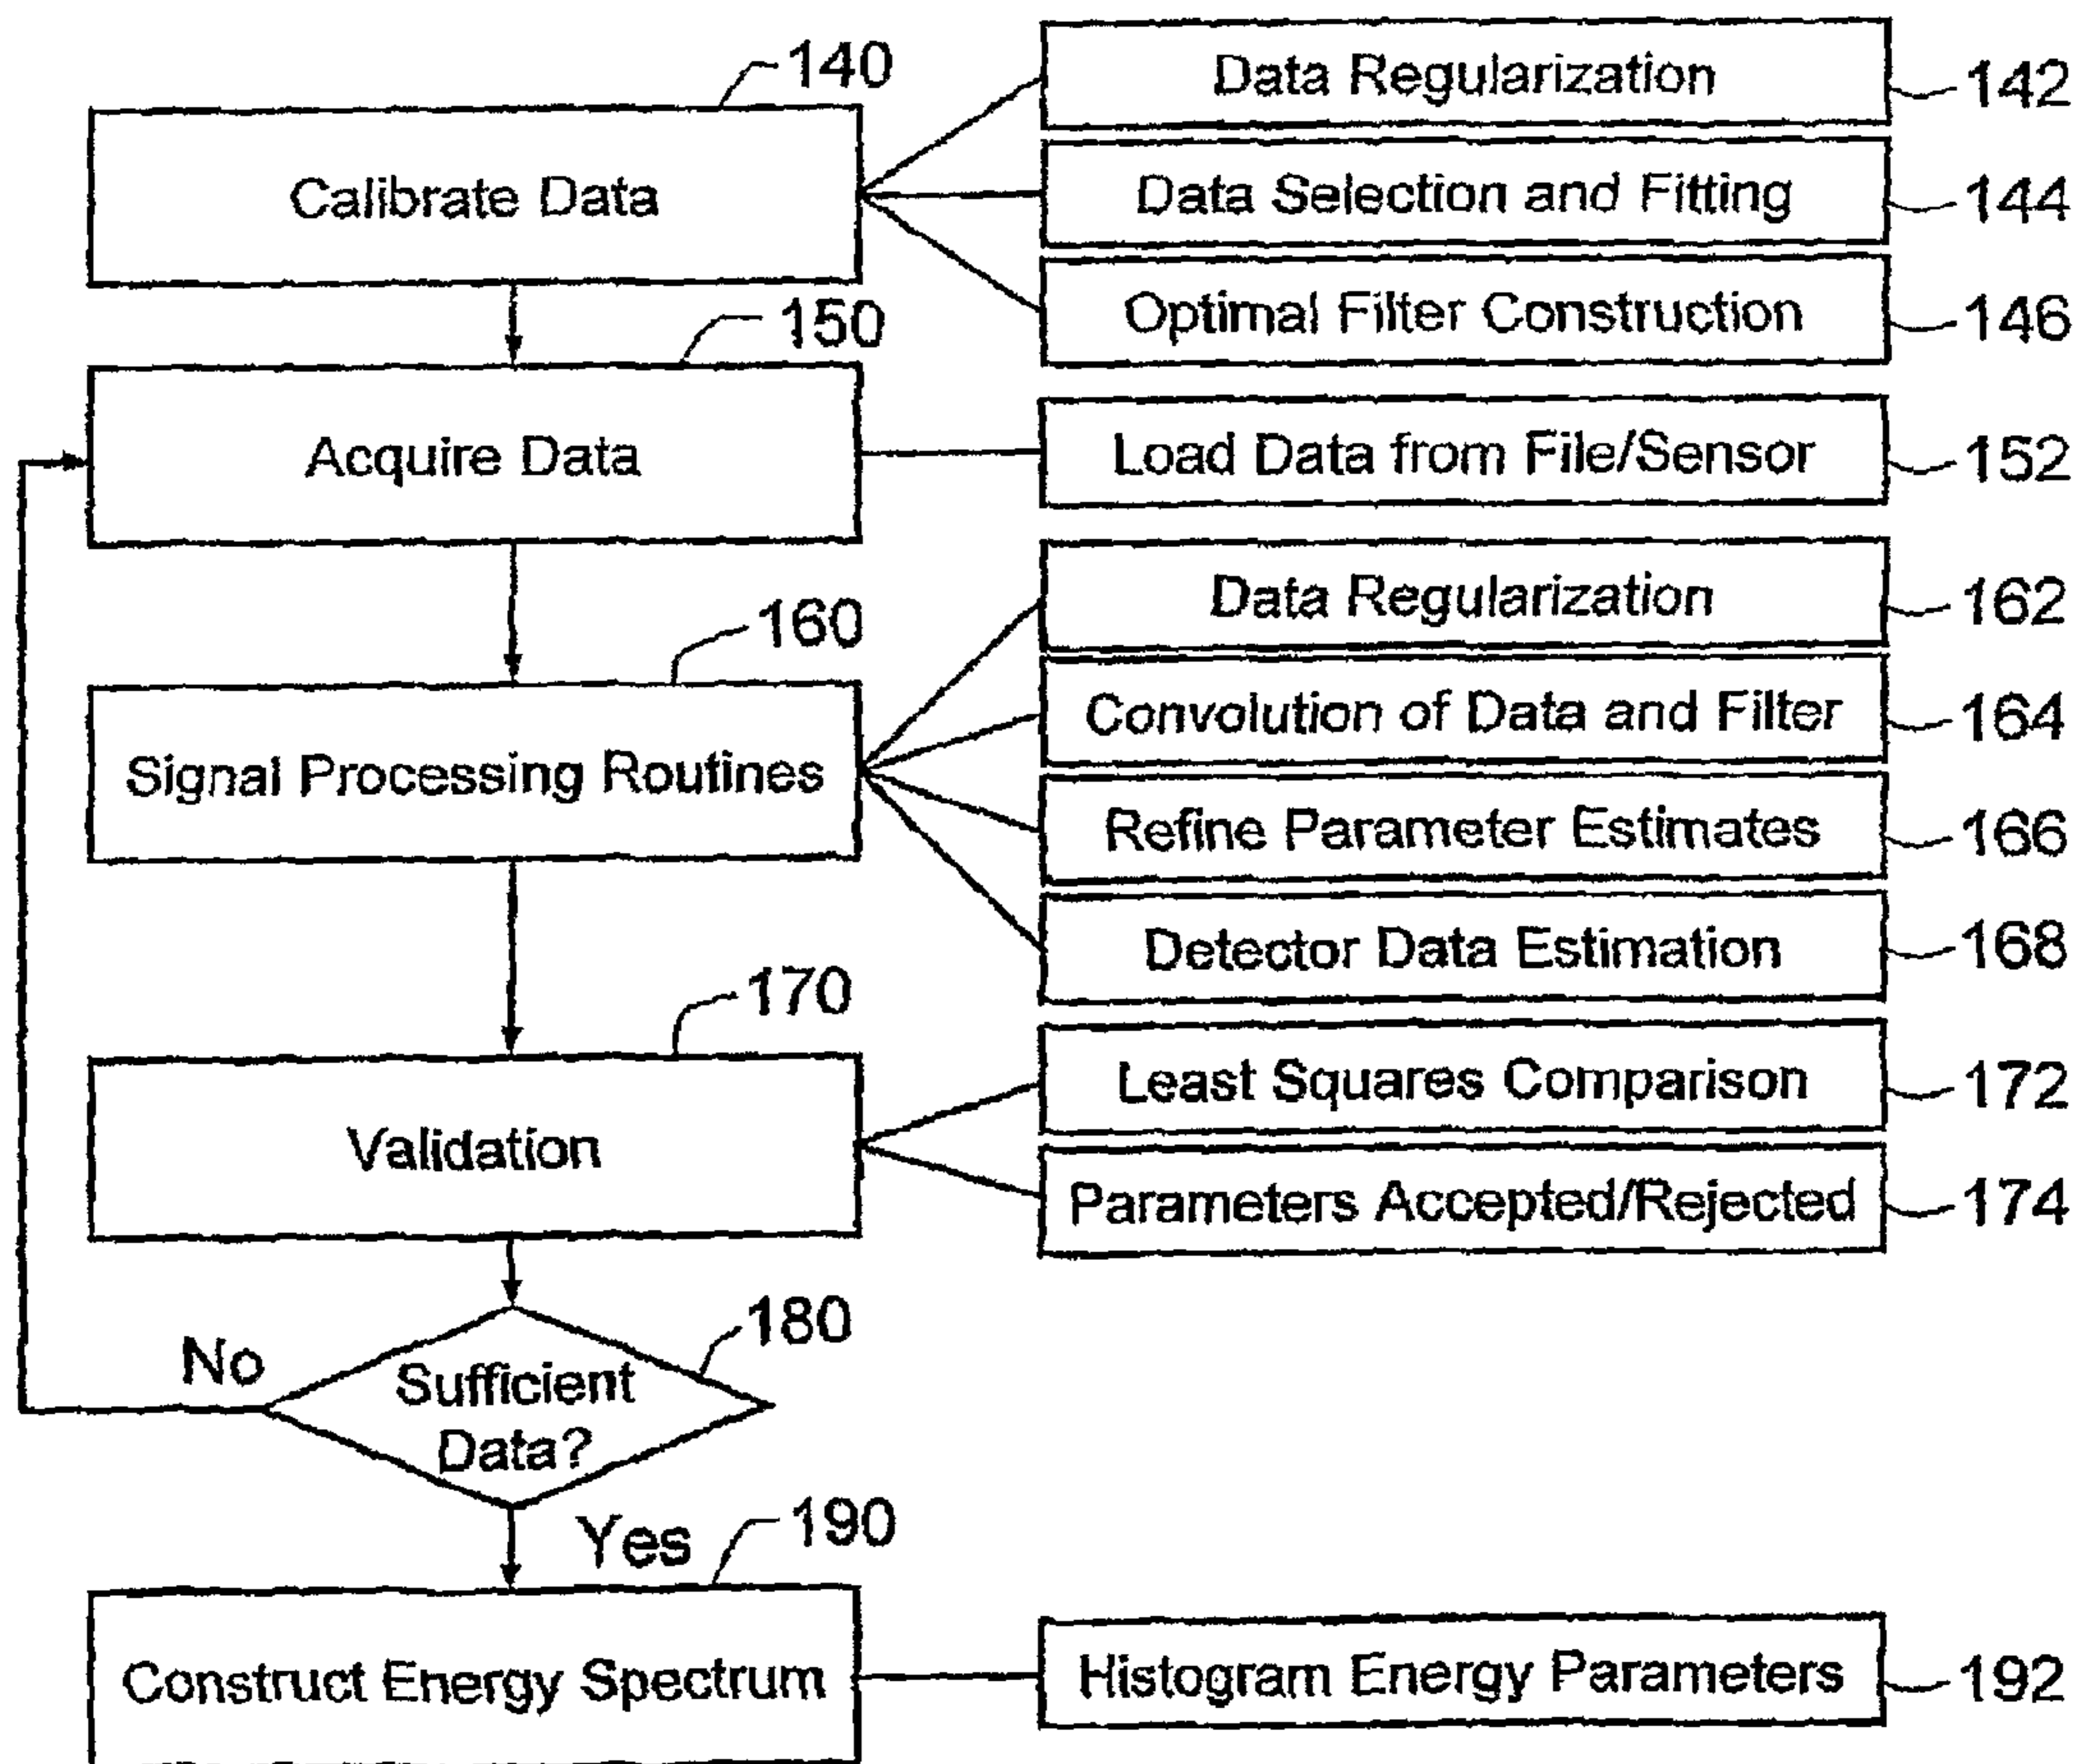 140
Calibrate Data
Data Regularization
142
Data Selection and Fitting
144
Optimal Filter Construction
146
150
Acquire Data
Load Data from File/Sensor
152
160
Signal Processing Routines
Data Regularization
162
Convolution of Data and Filter
164
Refine Parameter Estimates
166
Detector Data Estimation
168
170
Validation
Least Squares Comparison
172
Parameters Accepted/Rejected
174
180
No
Sufficient
Data?
Yes
190
Construct Energy Spectrum
Histogram Energy Parameters
192